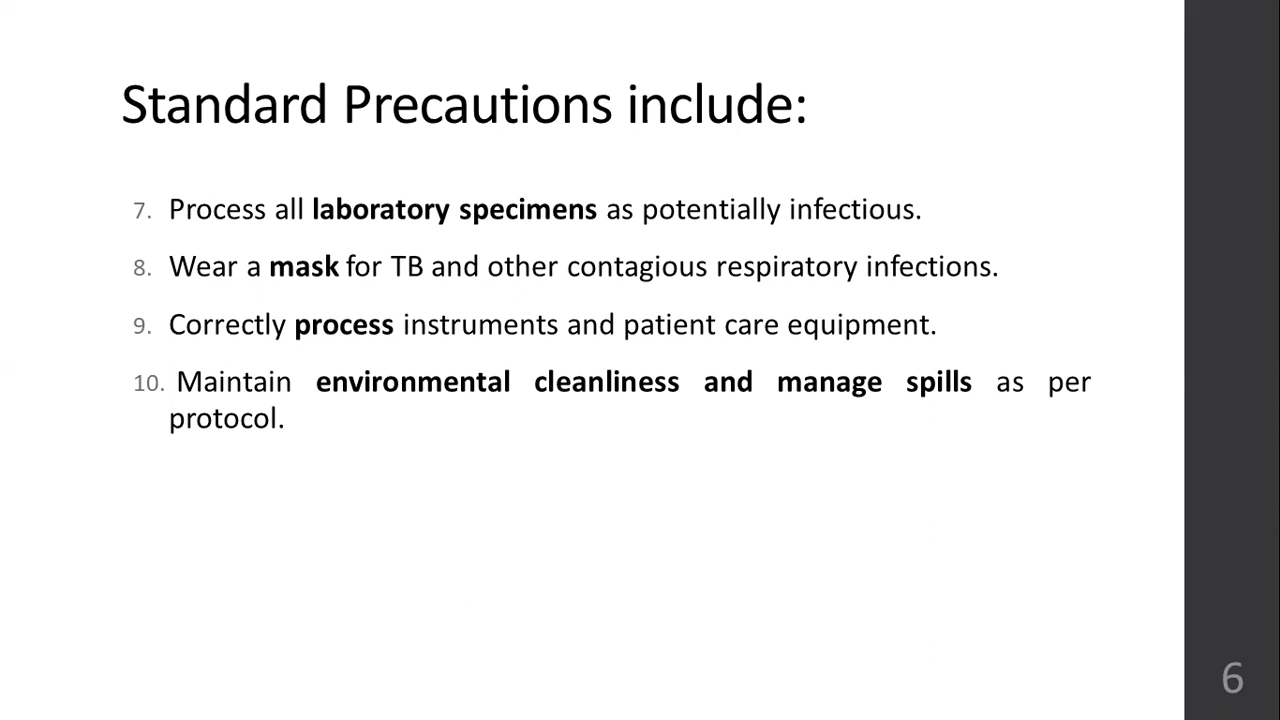 Standard Precautions include:
7. Process all laboratory specimens as potentially infectious.
8. Wear a mask for TB and other contagious respiratory infections.
9. Correctly process instruments and patient care equipment.
10. Maintain environmental cleanliness and manage spills as per
protocol.
6